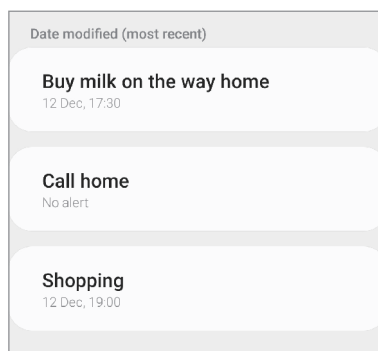 Date modified (most recent)
Buy milk on the way home
12 Dec, 17:30
Call home
No alert
Shopping
12 Dec, 19:00